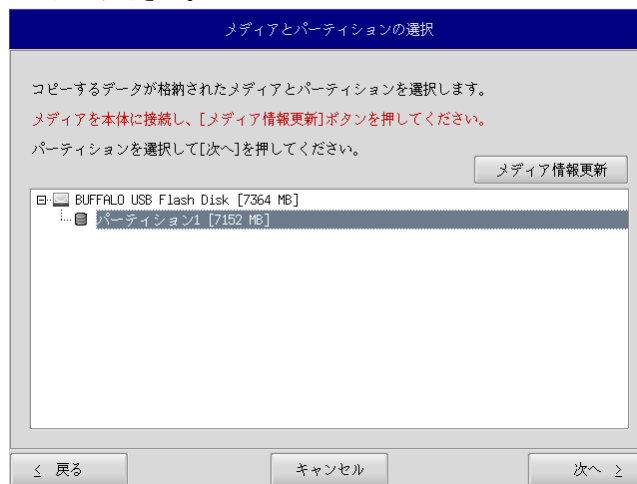 メディアとパーティションの選択
コピーするデータが格納されたメディアとパーティションを選択します。
メディアを本体に接続し、[メディア情報更新]ボタンを押してください。
パーティションを選択して[次へ]を押してください。
メディア情報更新
BUFFALO USB Flash Disk [7364 MB]
パーティション1 [7152 MB]
< 戻る
キャンセル
次へ >